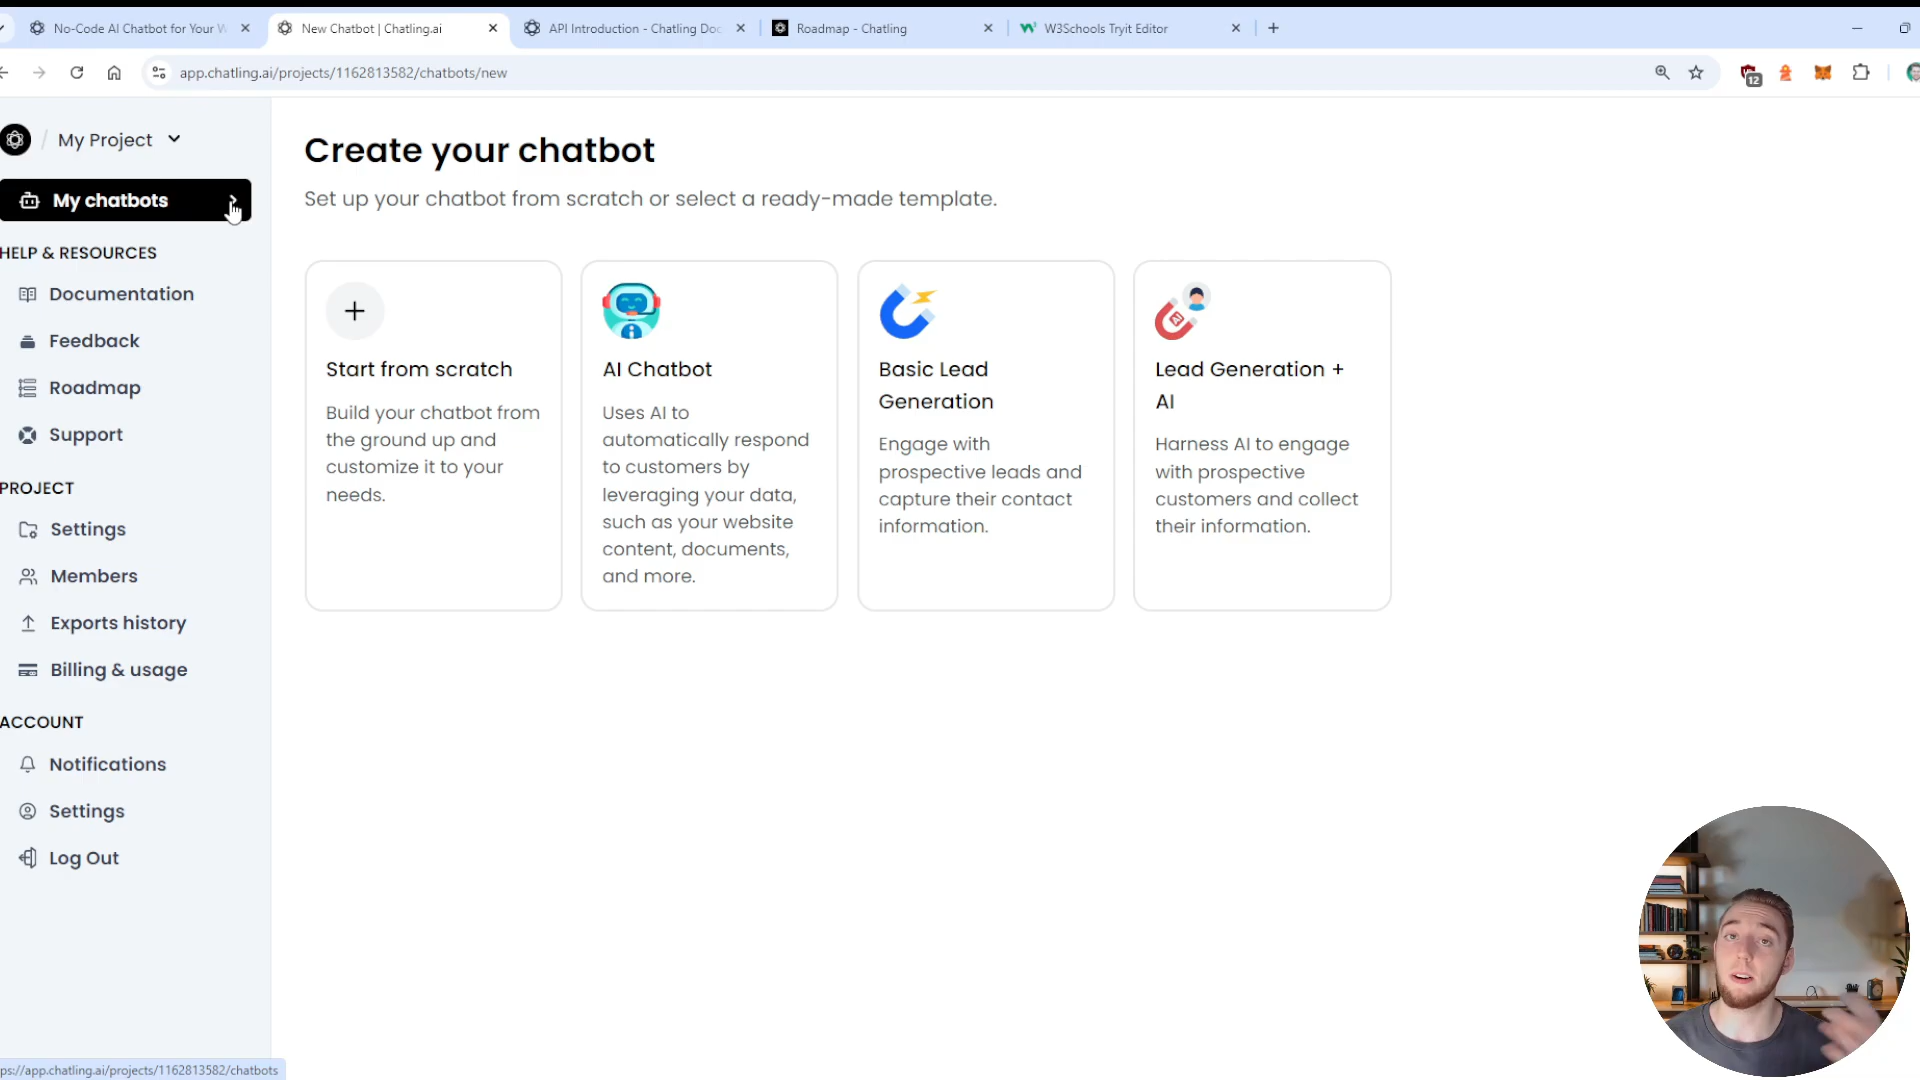 No-Code AI Chatbot for Your W
New Chatbot | Chatling.ai
API Introduction - Chatling Doc
Roadmap - Chatling
W3Schools Tryit Editor
app.chatling.ai/projects/1162813582/chatbots/new
12
/ My Project
My chatbots
HELP & RESOURCES
Documentation
Feedback
Roadmap
Support
PROJECT
Settings
Members
Exports history
Billing & usage
ACCOUNT
Notifications
Settings
Log Out
Create your chatbot
Set up your chatbot from scratch or select a ready-made template.
Start from scratch
Build your chatbot from
the ground up and
customize it to your
needs.
AI Chatbot
Uses AI to
automatically respond
to customers by
leveraging your data,
such as your website
content, documents,
and more.
Basic Lead
Generation
Engage with
prospective leads and
capture their contact
information.
Lead Generation +
AI
Harness AI to engage
with prospective
customers and collect
their information.
ps://app.chatling.ai/projects/1162813582/chatbots